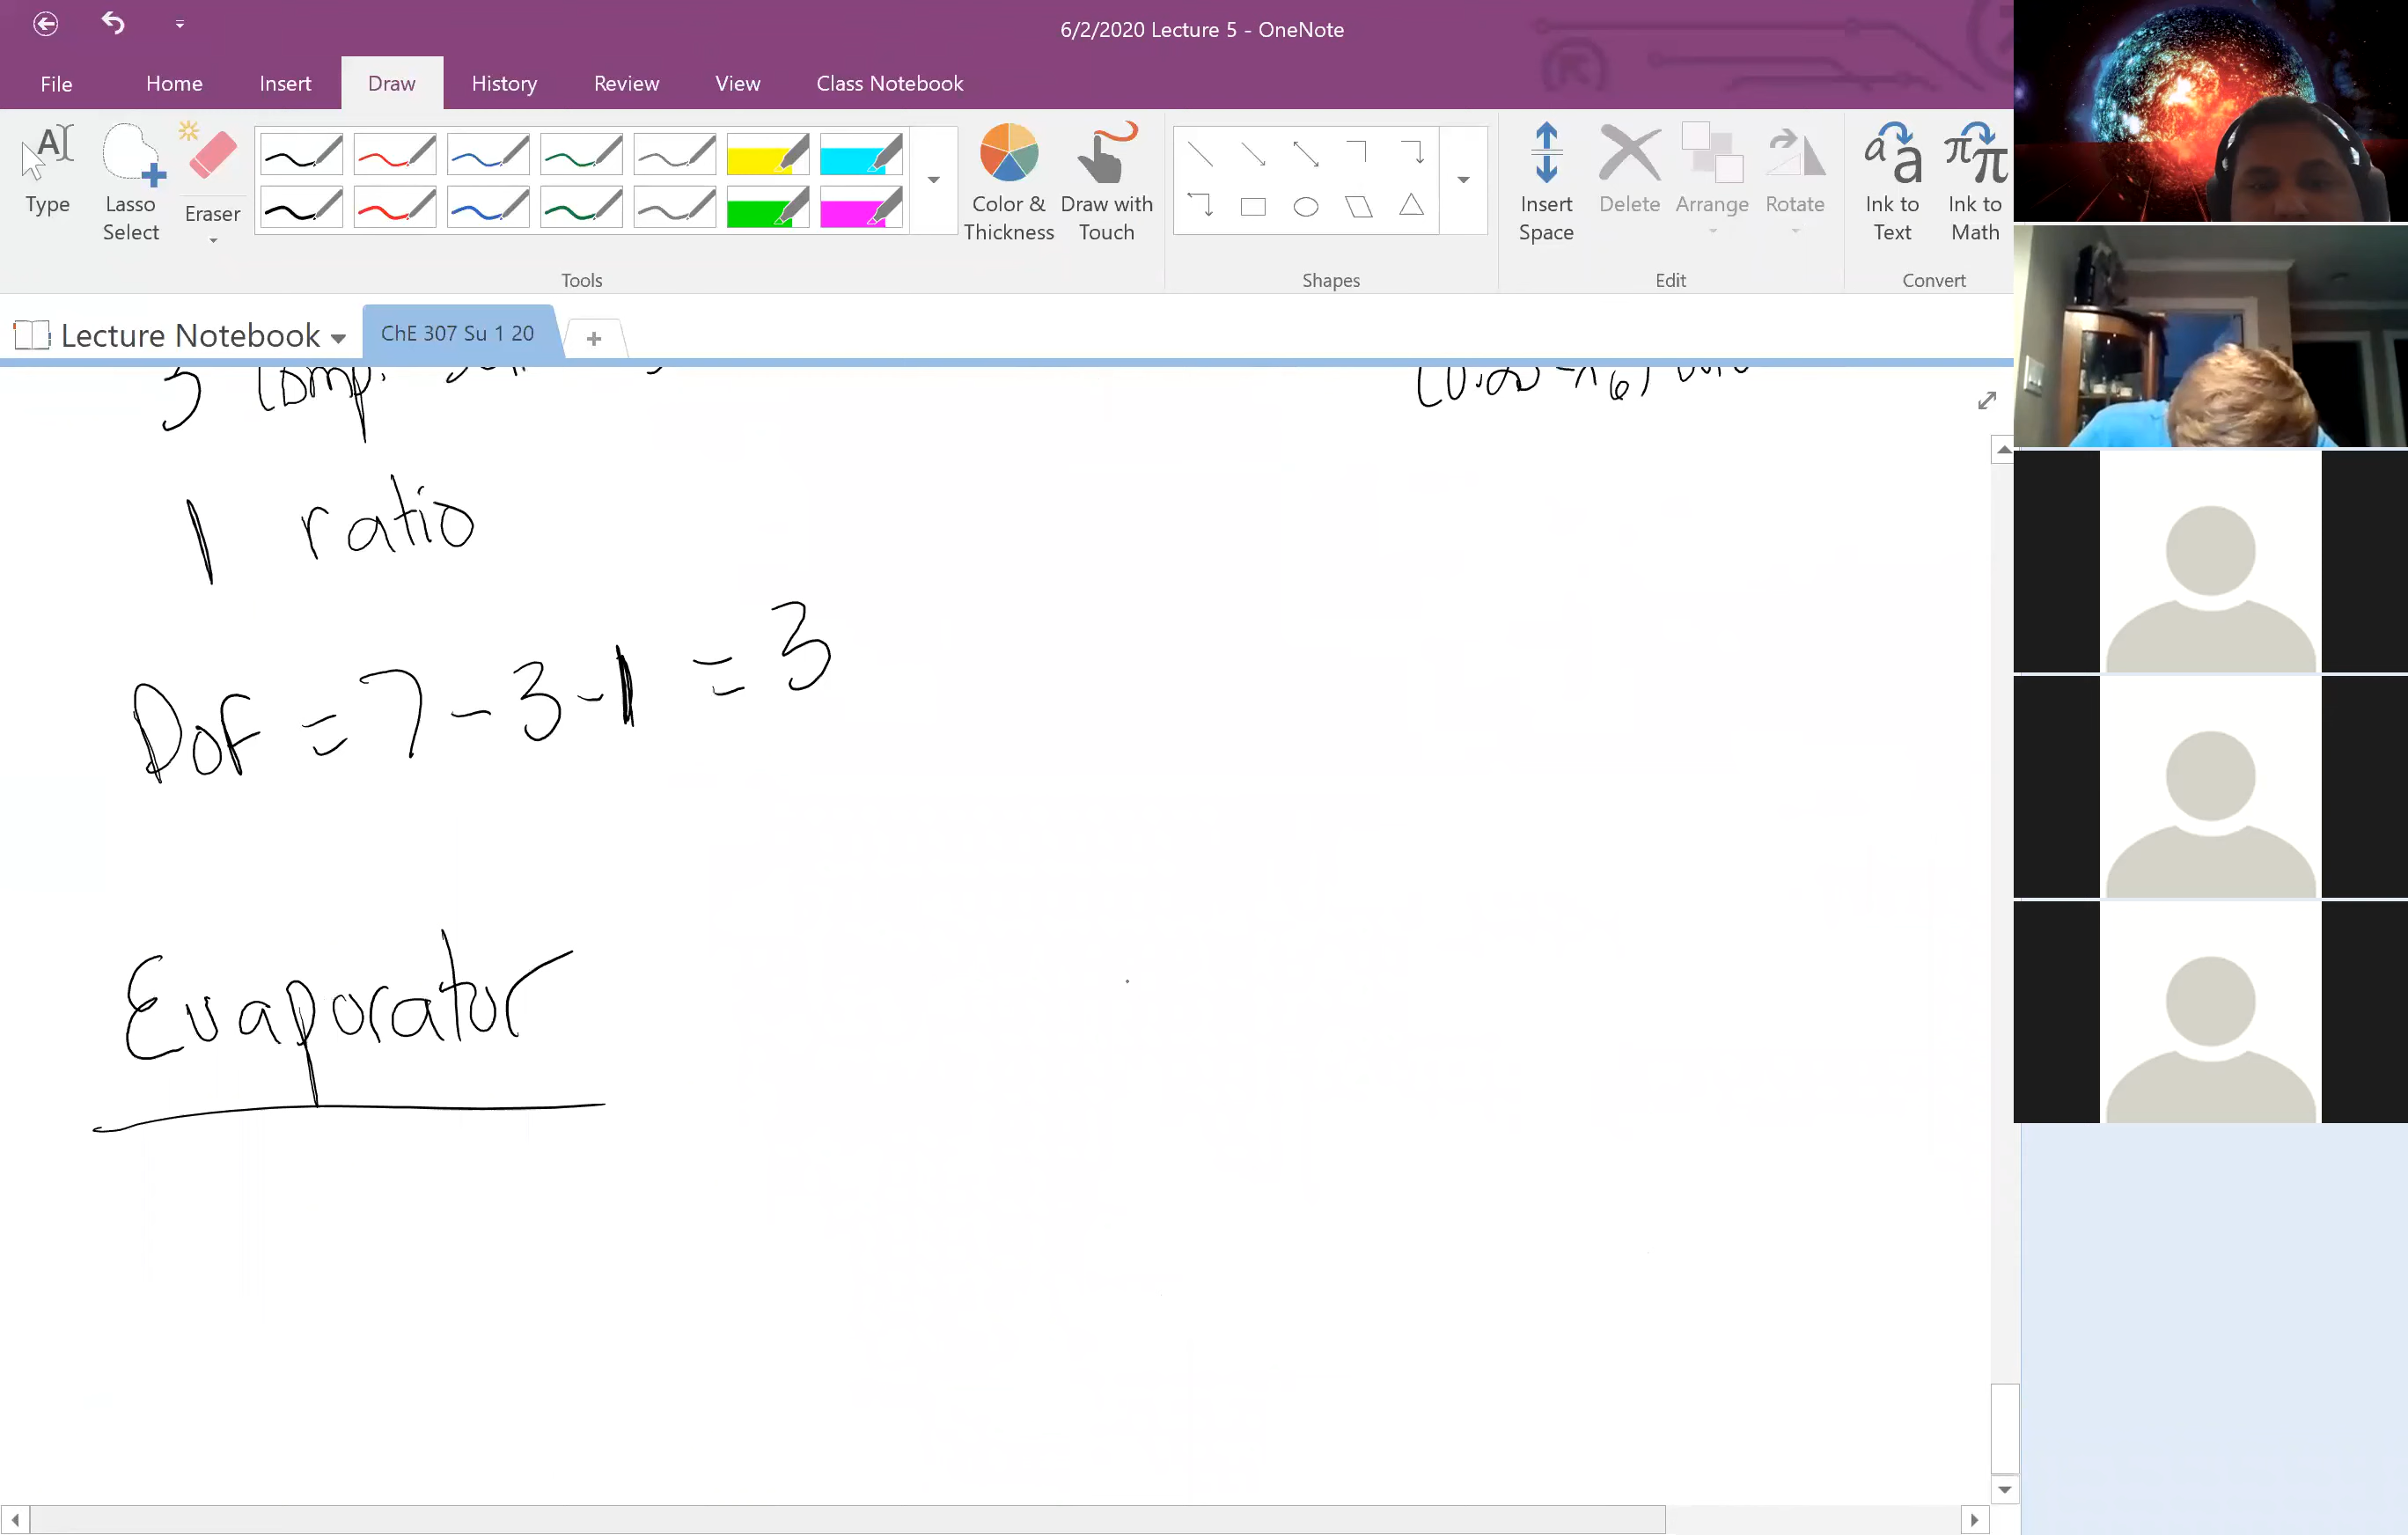 6/2/2020 Lecture 5 - OneNote
File Home Insert Draw History Review View Class Notebook
Type
Lasso Select
Eraser
Color & Thickness
Draw with Touch
Insert Space
Delete
Arrange
Rotate
Ink to Text
Ink to Math
Tools Shapes Edit Convert
Lecture Notebook ChE 307 Su 1 20
3 comp.
1 ratio
DoF = 7 - 3 - 1 = 3
Evaporator